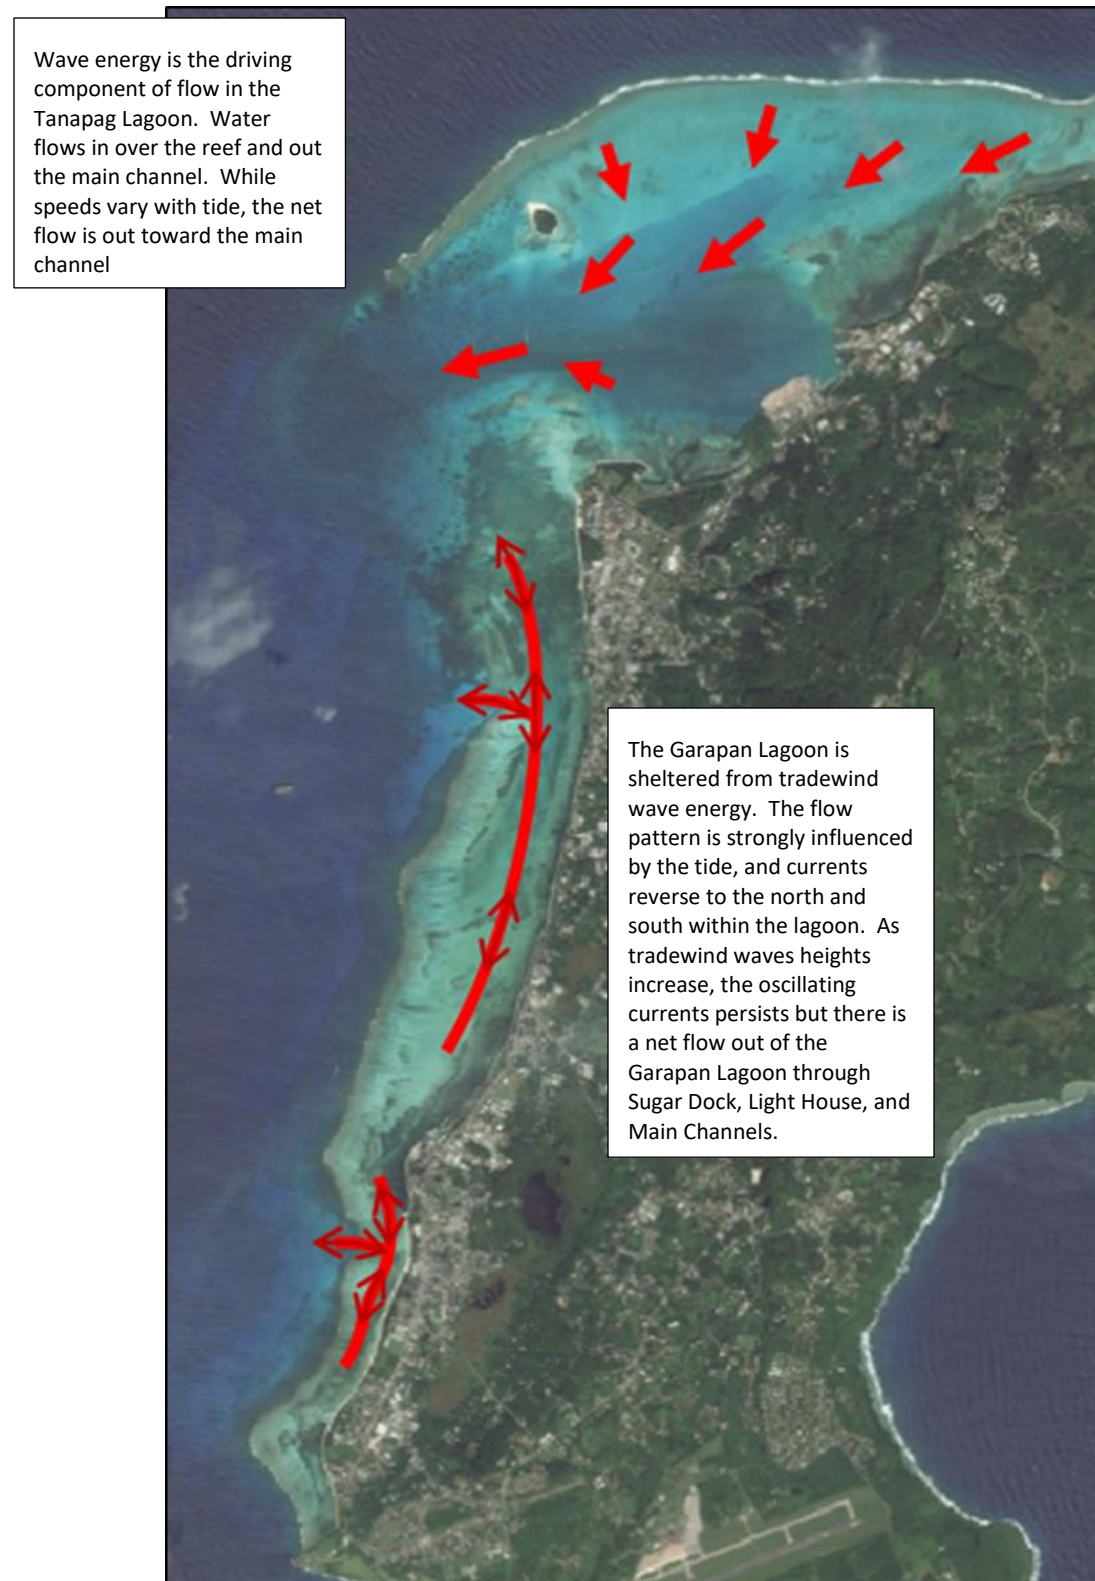 Wave energy is the driving
component of flow in the
Tanapag Lagoon.  Water
flows in over the reef and out
the main channel.  While
speeds vary with tide, the net
flow is out toward the main
channel
The Garapan Lagoon is
sheltered from tradewind
wave energy.  The flow
pattern is strongly influenced
by the tide, and currents
reverse to the north and
south within the lagoon.  As
tradewind waves heights
increase, the oscillating
currents persists but there is
a net flow out of the
Garapan Lagoon through
Sugar Dock, Light House, and
Main Channels.